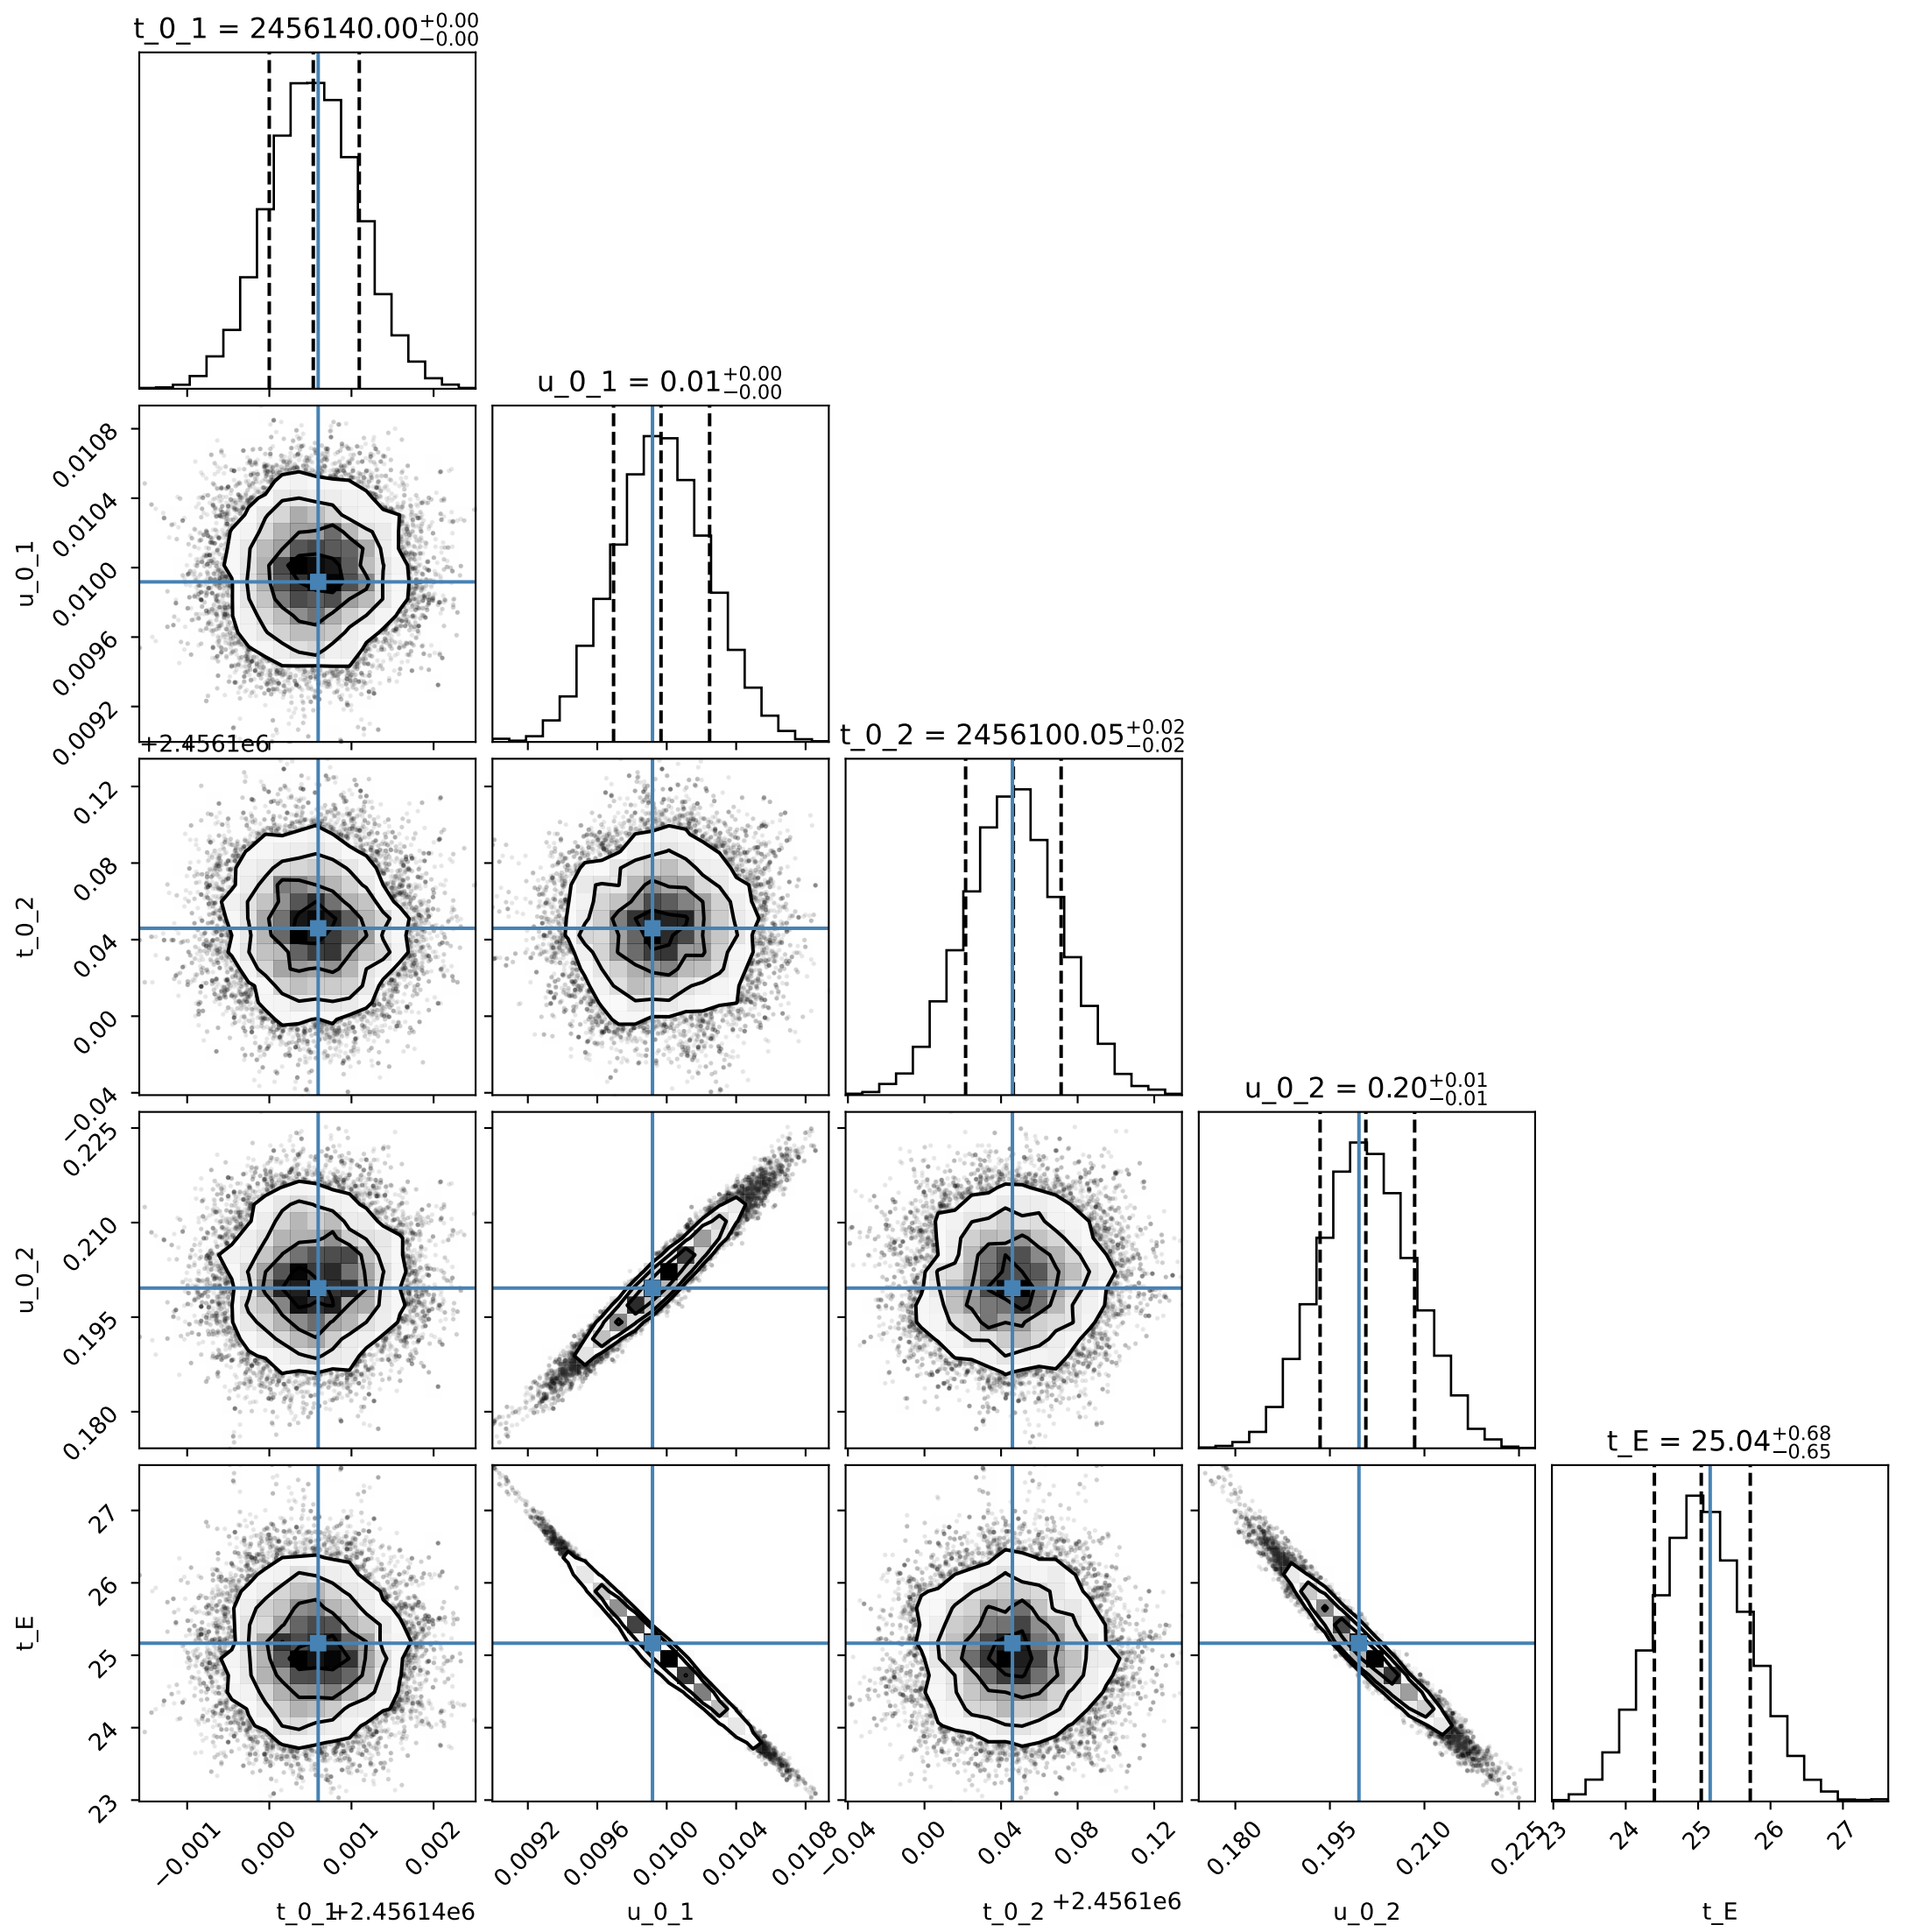 t_0_1 = 2456140.00+0.00−0.00
u_0_1 = 0.01+0.00−0.00
0.0108
0.0104
0.0100
0.0096
0.0092
u_0_1
+2.4561e6
t_0_2 = 2456100.05+0.02−0.02
0.12
0.08
0.04
0.00
−0.04
t_0_2
u_0_2 = 0.20+0.01−0.01
0.225
0.210
0.195
0.180
u_0_2
t_E = 25.04+0.68−0.65
27
26
25
24
23
t_E
−0.001 0.000 0.001 0.002
0.0092 0.0096 0.0100 0.0104 0.0108
−0.04 0.00 0.04 0.08 0.12
0.180 0.195 0.210 0.225
23 24 25 26 27
t_0_1 +2.45614e6
u_0_1
t_0_2 +2.4561e6
u_0_2
t_E